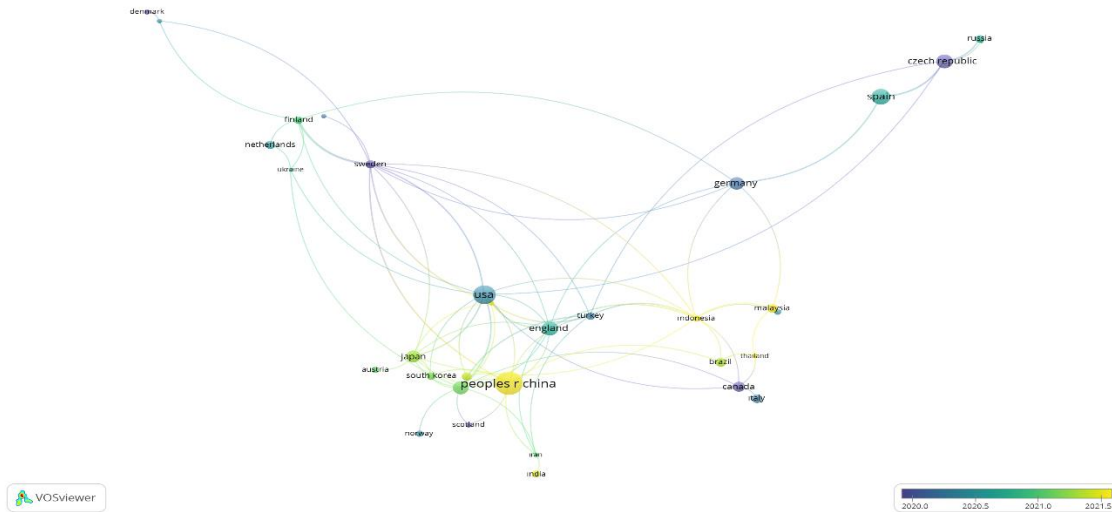 denmark
russia
czech republic
spain
finland
netherlands
sweden
ukraine
germany
usa
malaysia
turkey
indonesia
england
japan
thailand
brazil
austria
south korea
peoples r china
canada
italy
scotland
norway
iran
india
VOSviewer
2020.0 2020.5 2021.0 2021.5